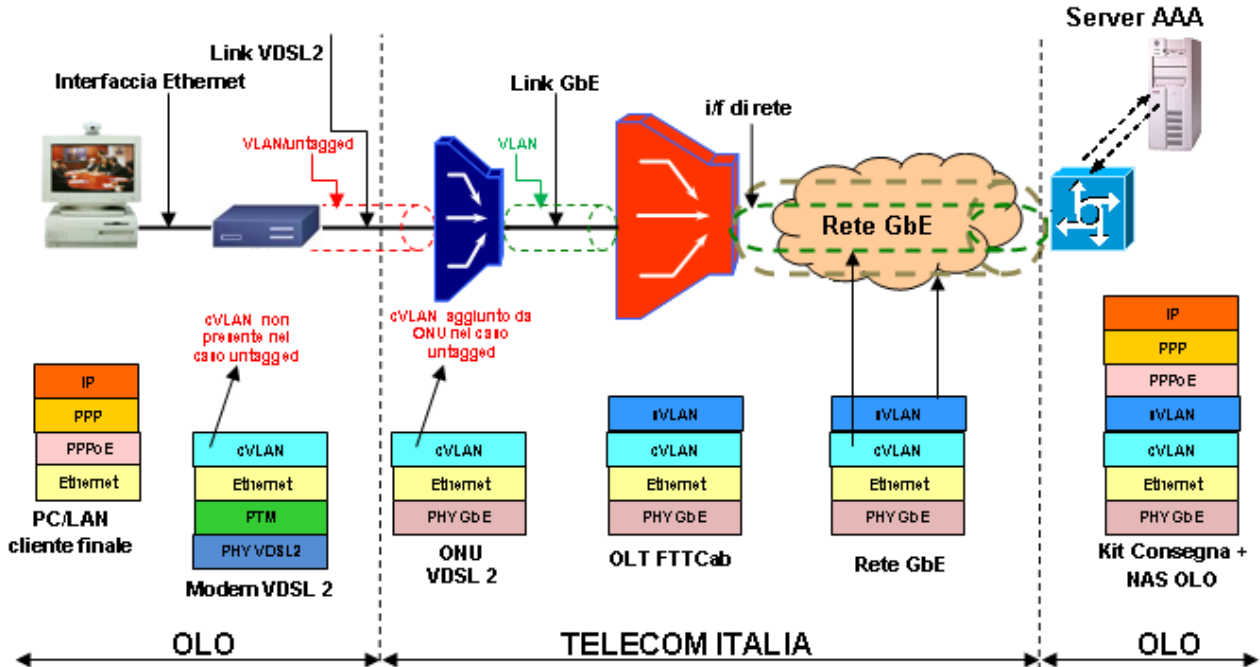 Server AAA
Link VDSL2
Interfaccia Ethernet
Link GbE
i/f di rete
VLAN/untagged
VLAN
Rete GbE
cVLAN non
presente nel
caso untagged
cVLAN aggiunto da
ONU nel caso
untagged
IP
PPP
PPPoE
Ethernet
PC/LAN
cliente finale
cVLAN
Ethernet
PTM
PHY VDSL2
Modem VDSL 2
cVLAN
Ethernet
PHY GbE
ONU
VDSL 2
sVLAN
cVLAN
Ethernet
PHY GbE
OLT FTTCab
sVLAN
cVLAN
Ethernet
PHY GbE
Rete GbE
IP
PPP
PPPoE
sVLAN
cVLAN
Ethernet
PHY GbE
Kit Consegna +
NAS OLO
OLO
TELECOM ITALIA
OLO